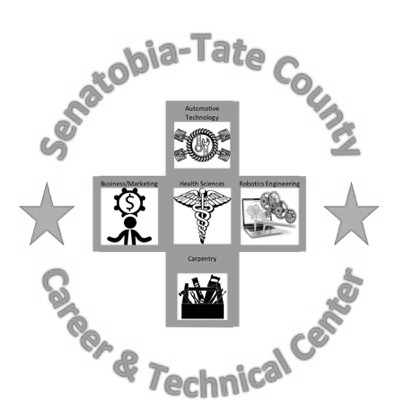 Senatobia-Tate County
Automotive
Technology
Business/Marketing
Health Sciences
Robotics Engineering
$
Carpentry
Career & Technical Center